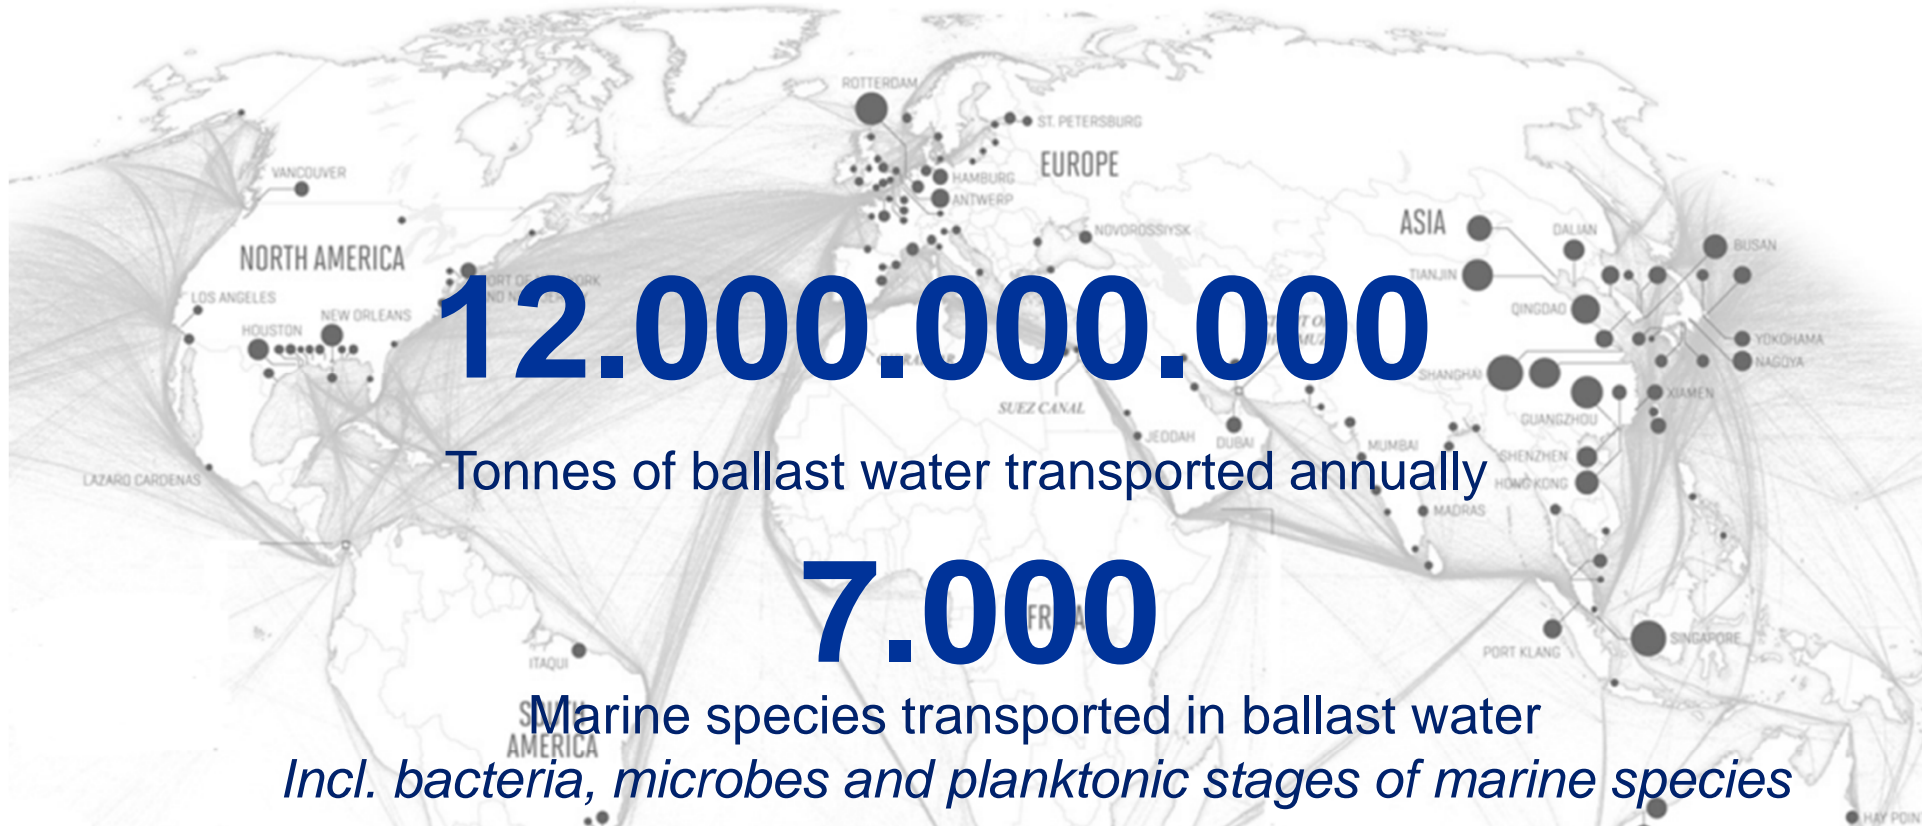 ROTTERDAM
ST. PETERSBURG
EUROPE
VANCOUVER
HAMBURG
ANTWERP
NOVOROSSIYSK
ASIA
DALIAN
BUSAN
NORTH AMERICA
TIANJIN
LOS ANGELES
NEW ORLEANS
HOUSTON
QINGDAO
YOKOHAMA
NAGOYA
12.000.000.000
SHANGHAI
XIAMEN
SUEZ CANAL
GUANGZHOU
JEDDAH
DUBAI
MUMBAI
SHENZHEN
LAZARO CARDENAS
Tonnes of ballast water transported annually
HONG KONG
MADRAS
7.000
SINGAPORE
PORT KLANG
ITAQUI
Marine species transported in ballast water
SOUTH
AMERICA
Incl. bacteria, microbes and planktonic stages of marine species
HAY POIN